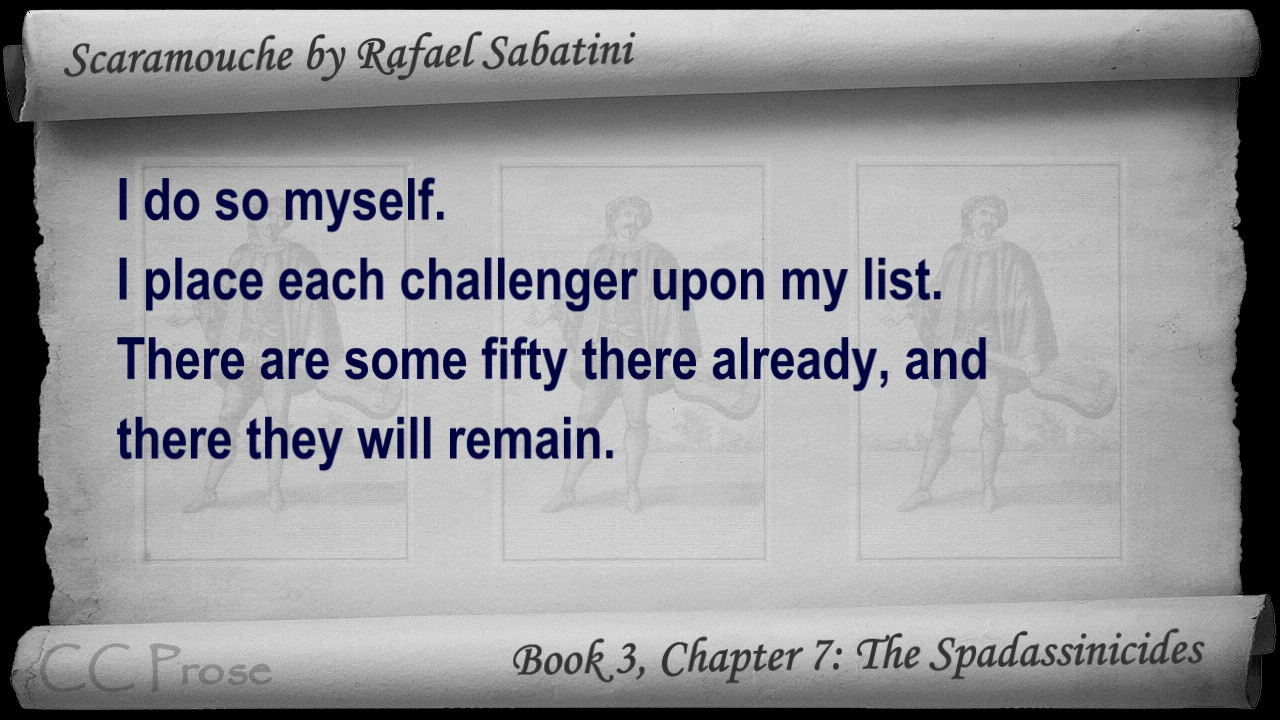 Scaramouche by Rafael Sabatini
I do so myself.
I place each challenger upon my list.
There are some fifty there already, and
there they will remain.
CC Prose
Book 3, Chapter 7: The Spadassinicides